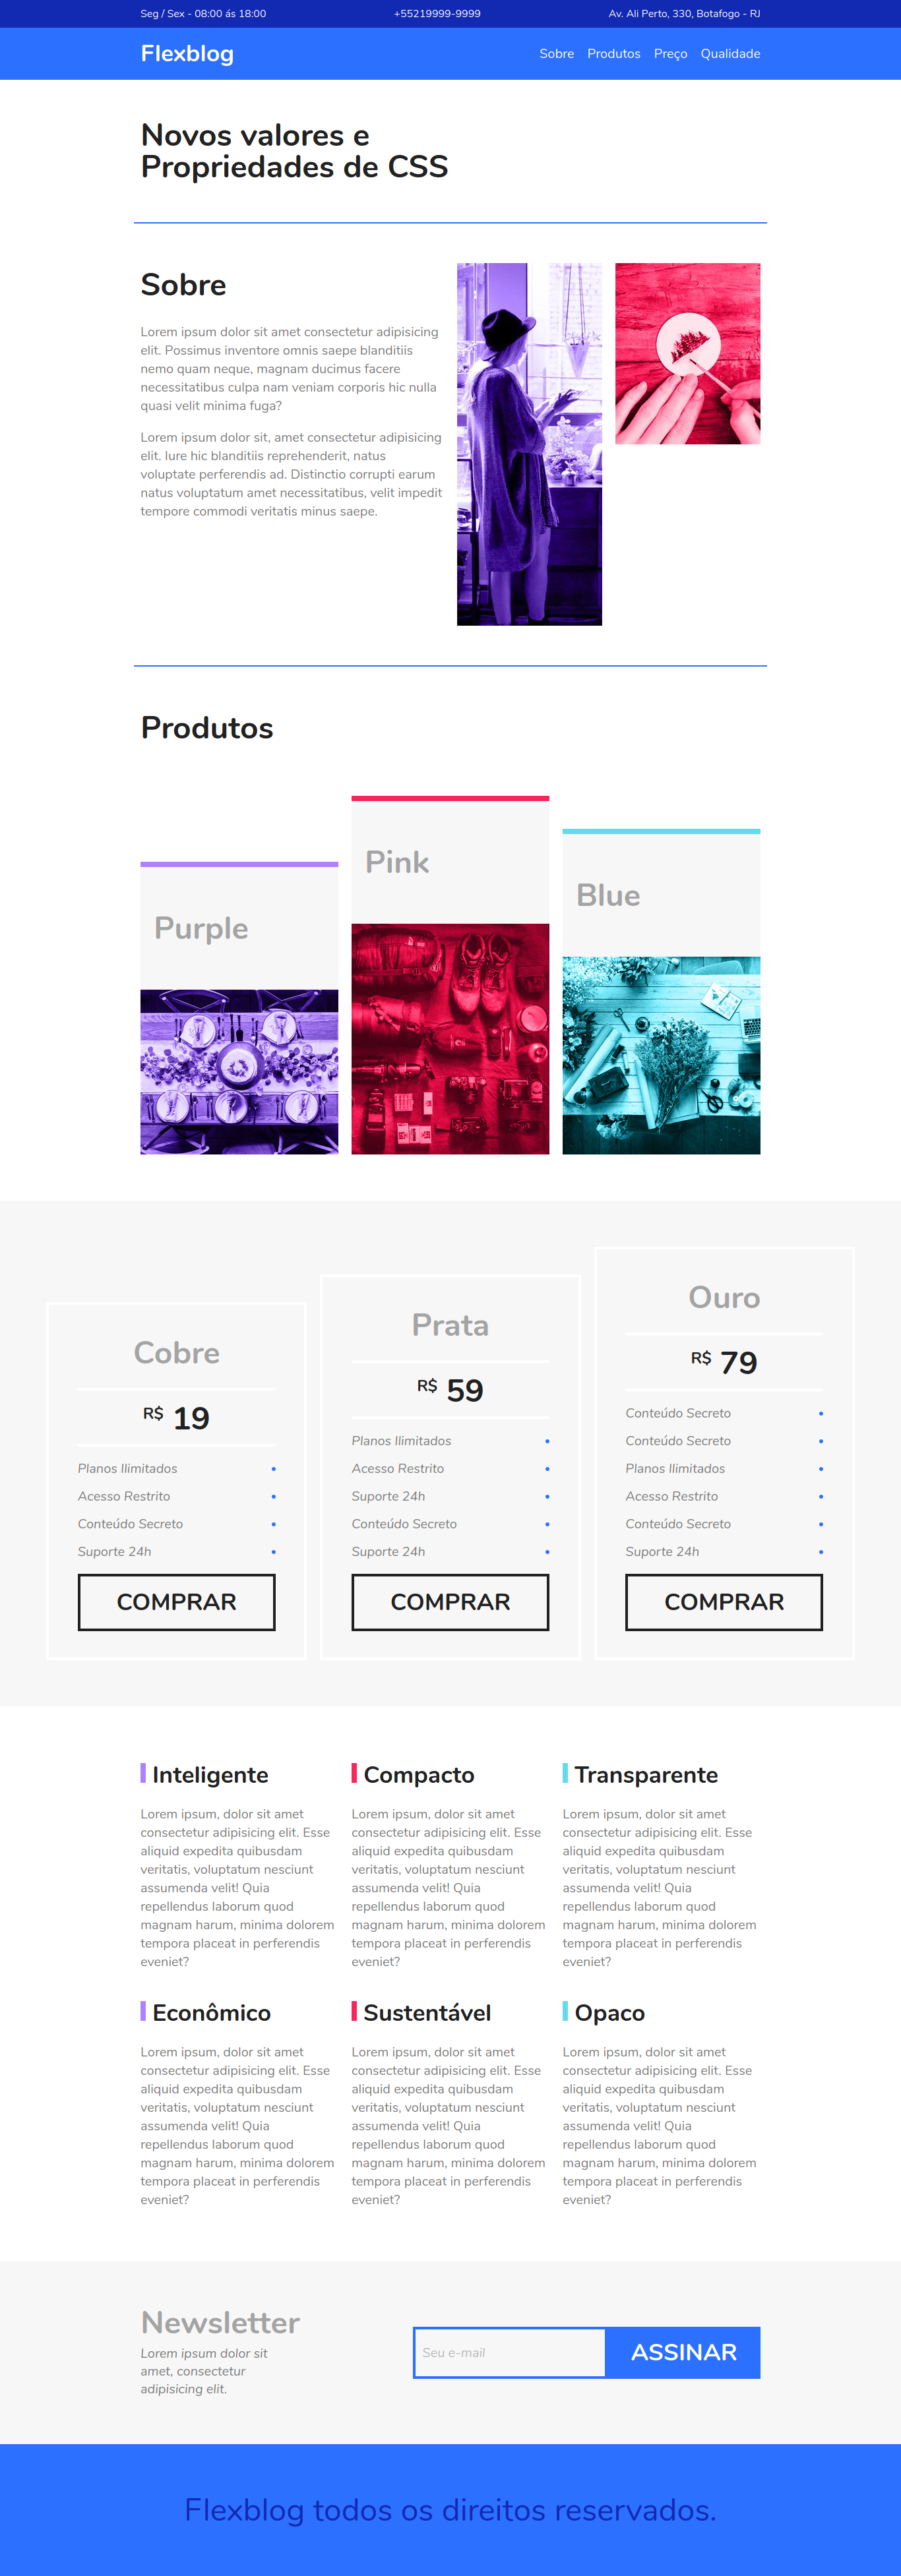 Seg / Sex - 08:00 ás 18:00
+55219999-9999
Av. Ali Perto, 330, Botafogo - RJ
Flexblog
Sobre
Produtos
Preço
Qualidade
Novos valores e
Propriedades de CSS
Sobre
Lorem ipsum dolor sit amet consectetur adipisicing
elit. Possimus inventore omnis saepe blanditiis
nemo quam neque, magnam ducimus facere
necessitatibus culpa nam veniam corporis hic nulla
quasi velit minima fuga?
Lorem ipsum dolor sit, amet consectetur adipisicing
elit. Iure hic blanditiis reprehenderit, natus
voluptate perferendis ad. Distinctio corrupti earum
natus voluptatum amet necessitatibus, velit impedit
tempore commodi veritatis minus saepe.
Produtos
Purple
Pink
Blue
Cobre
R$ 19
Planos Ilimitados
Acesso Restrito
Conteúdo Secreto
Suporte 24h
COMPRAR
Prata
R$ 59
Planos Ilimitados
Acesso Restrito
Suporte 24h
Conteúdo Secreto
Suporte 24h
COMPRAR
Ouro
R$ 79
Conteúdo Secreto
Conteúdo Secreto
Planos Ilimitados
Acesso Restrito
Conteúdo Secreto
Suporte 24h
COMPRAR
Inteligente
Lorem ipsum, dolor sit amet
consectetur adipisicing elit. Esse
aliquid expedita quibusdam
veritatis, voluptatum nesciunt
assumenda velit! Quia
repellendus laborum quod
magnam harum, minima dolorem
tempora placeat in perferendis
eveniet?
Compacto
Lorem ipsum, dolor sit amet
consectetur adipisicing elit. Esse
aliquid expedita quibusdam
veritatis, voluptatum nesciunt
assumenda velit! Quia
repellendus laborum quod
magnam harum, minima dolorem
tempora placeat in perferendis
eveniet?
Transparente
Lorem ipsum, dolor sit amet
consectetur adipisicing elit. Esse
aliquid expedita quibusdam
veritatis, voluptatum nesciunt
assumenda velit! Quia
repellendus laborum quod
magnam harum, minima dolorem
tempora placeat in perferendis
eveniet?
Econômico
Lorem ipsum, dolor sit amet
consectetur adipisicing elit. Esse
aliquid expedita quibusdam
veritatis, voluptatum nesciunt
assumenda velit! Quia
repellendus laborum quod
magnam harum, minima dolorem
tempora placeat in perferendis
eveniet?
Sustentável
Lorem ipsum, dolor sit amet
consectetur adipisicing elit. Esse
aliquid expedita quibusdam
veritatis, voluptatum nesciunt
assumenda velit! Quia
repellendus laborum quod
magnam harum, minima dolorem
tempora placeat in perferendis
eveniet?
Opaco
Lorem ipsum, dolor sit amet
consectetur adipisicing elit. Esse
aliquid expedita quibusdam
veritatis, voluptatum nesciunt
assumenda velit! Quia
repellendus laborum quod
magnam harum, minima dolorem
tempora placeat in perferendis
eveniet?
Newsletter
Lorem ipsum dolor sit
amet, consectetur
adipisicing elit.
Seu e-mail
ASSINAR
Flexblog todos os direitos reservados.